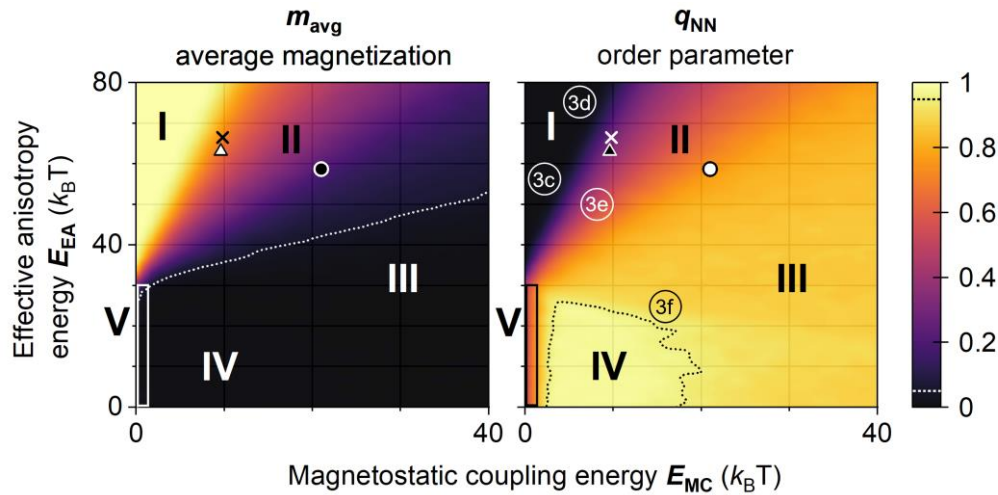 m_avg
average magnetization
q_NN
order parameter
Effective anisotropy
energy E_EA (k_BT)
80
40
0
I
II
III
IV
V
0
40
3d
I
II
3c
3e
III
V
3f
IV
0
40
1
0.8
0.6
0.4
0.2
0
Magnetostatic coupling energy E_MC (k_BT)